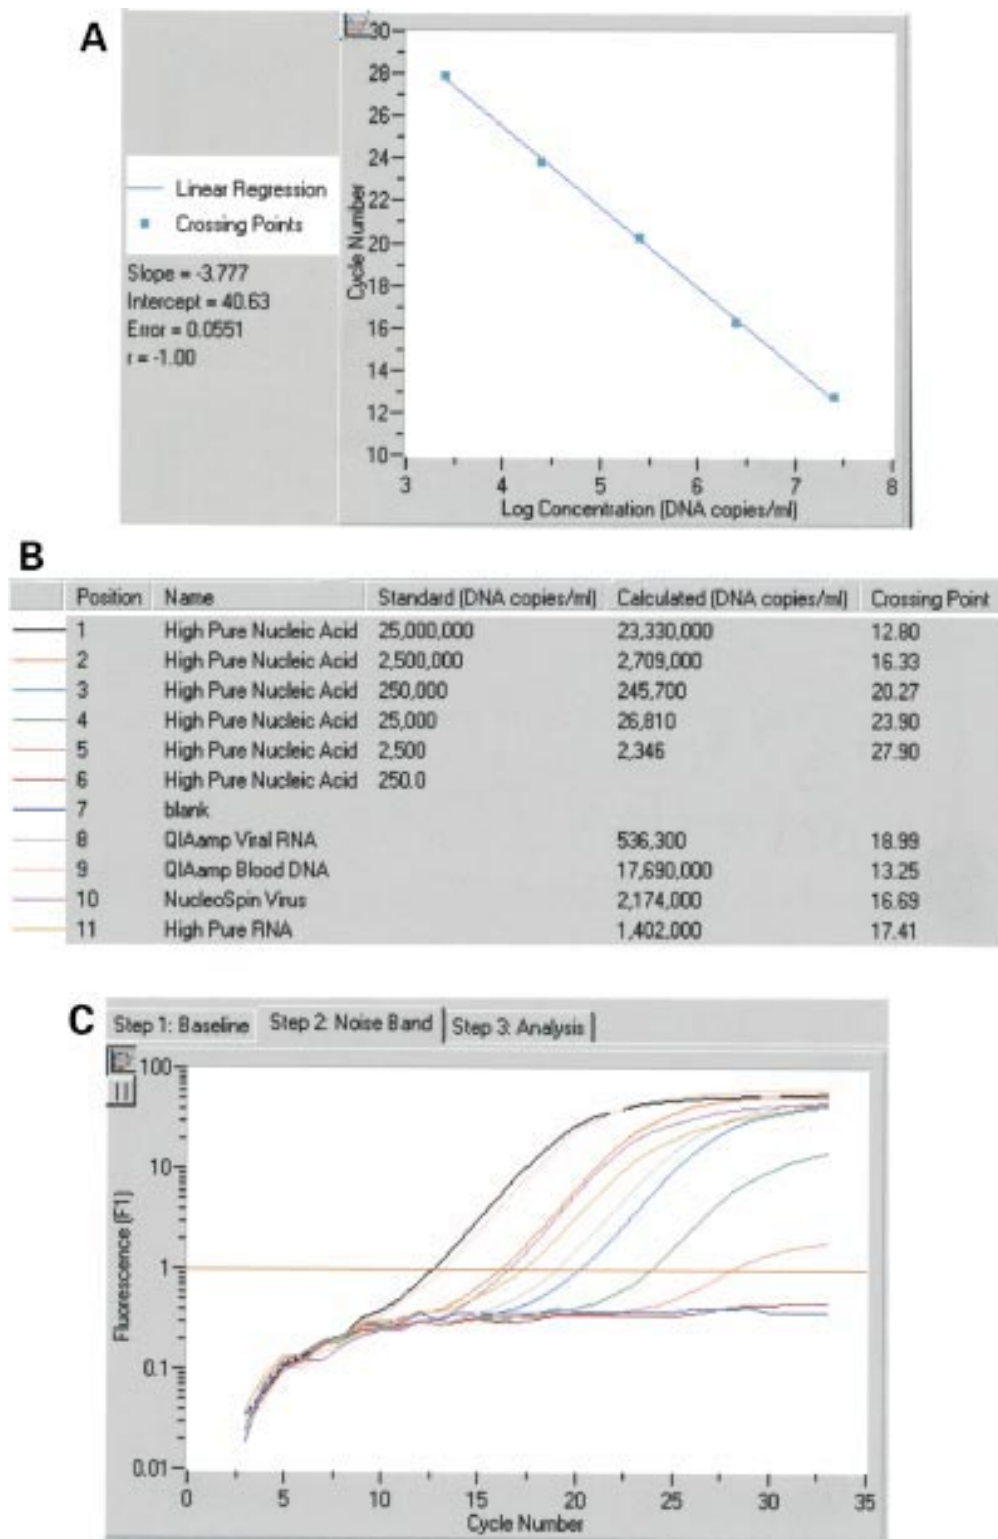 A
30
28
26
24
22
20
18
16
14
12
10
Cycle Number
Linear Regression
Crossing Points
Slope = -3.777
Intercept = 40.63
Error = 0.0551
r = -1.00
3 4 5 6 7 8
Log Concentration (DNA copies/ml)
B
Position Name Standard (DNA copies/ml) Calculated (DNA copies/ml) Crossing Point
1 High Pure Nucleic Acid 25,000,000 23,330,000 12.80
2 High Pure Nucleic Acid 2,500,000 2,709,000 16.33
3 High Pure Nucleic Acid 250,000 245,700 20.27
4 High Pure Nucleic Acid 25,000 26,810 23.90
5 High Pure Nucleic Acid 2,500 2,346 27.90
6 High Pure Nucleic Acid 250.0
7 blank
8 QIAamp Viral RNA 536,300 18.99
9 QIAamp Blood DNA 17,690,000 13.25
10 NucleoSpin Virus 2,174,000 16.69
11 High Pure RNA 1,402,000 17.41
C
Step 1: Baseline Step 2: Noise Band Step 3: Analysis
100
10
1
0.1
0.01
Fluorescence (F1)
0 5 10 15 20 25 30 35
Cycle Number